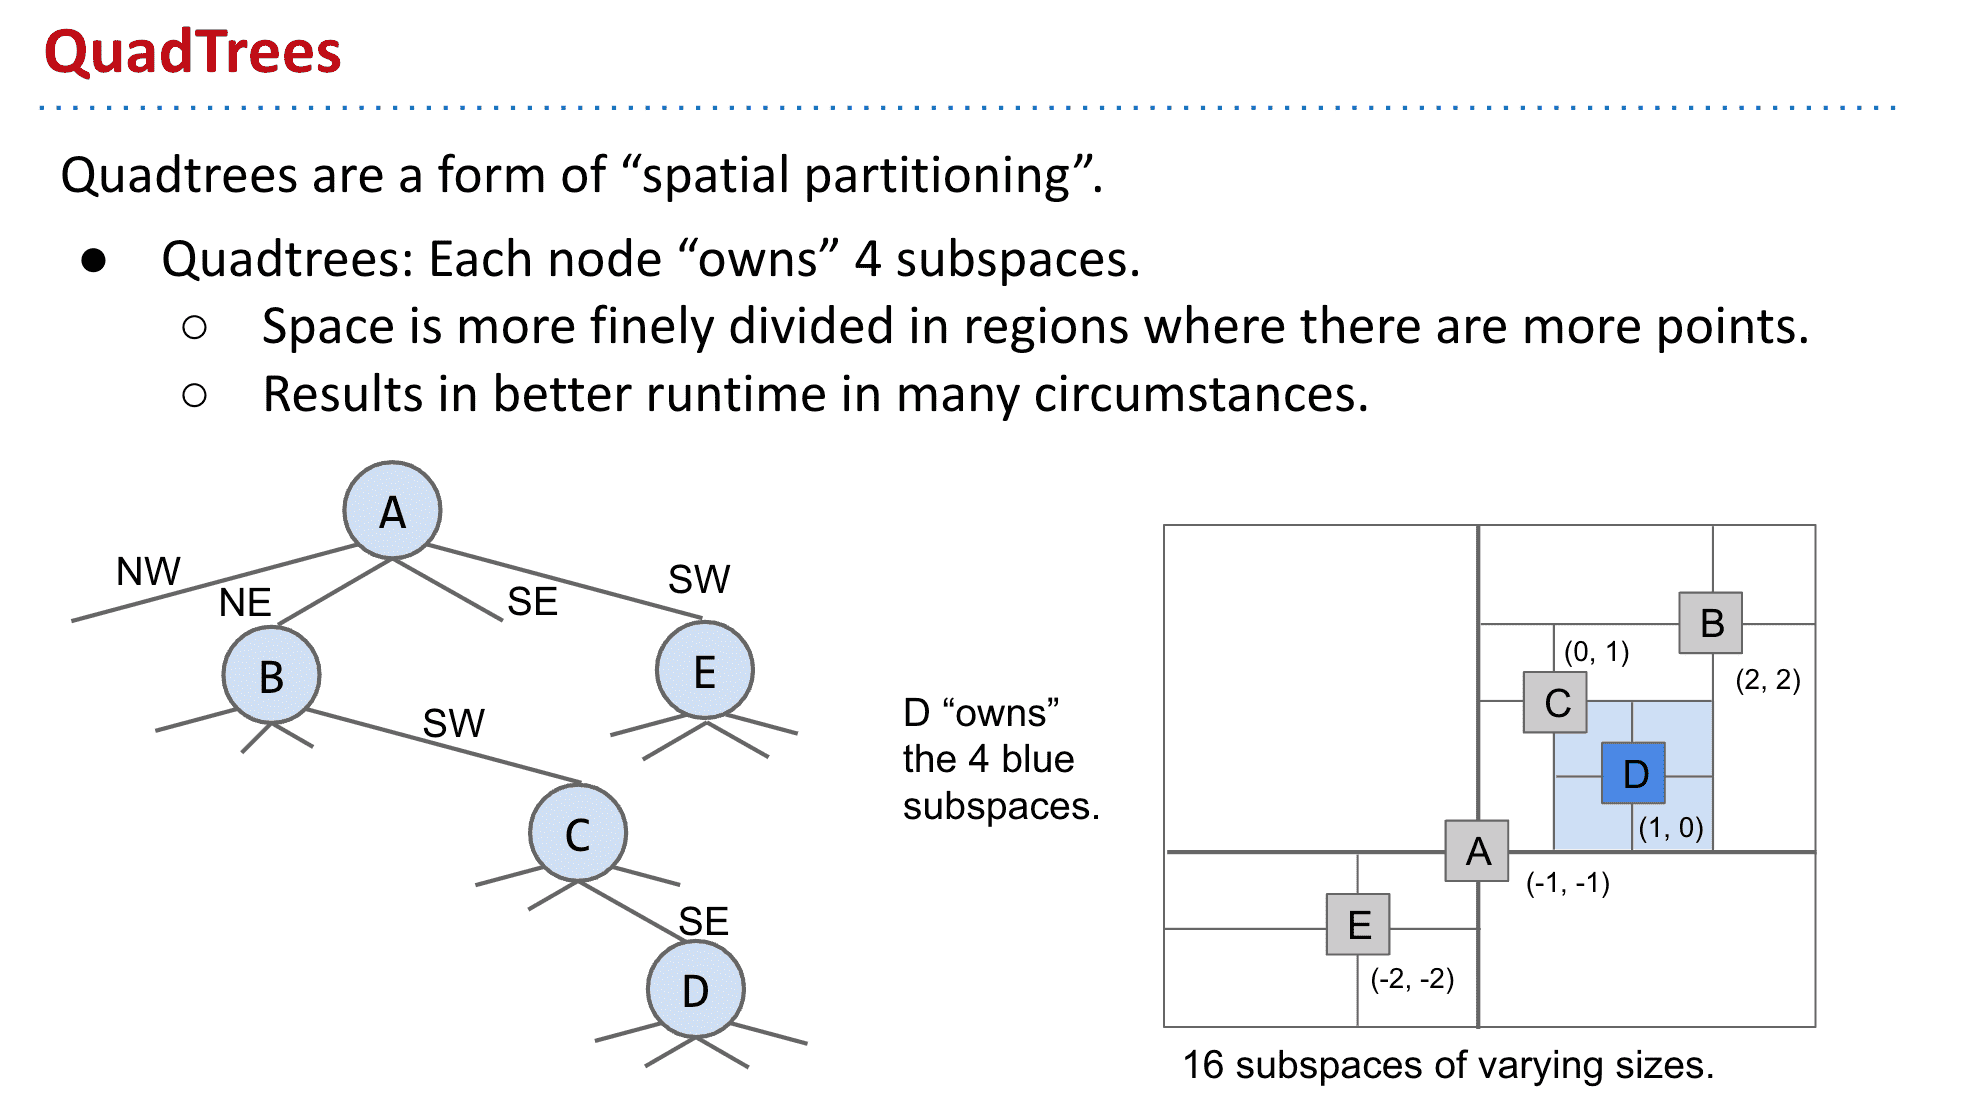 QuadTrees
Quadtrees are a form of “spatial partitioning”.
● Quadtrees: Each node “owns” 4 subspaces.
○ Space is more finely divided in regions where there are more points.
○ Results in better runtime in many circumstances.
A
NW
NE
SE
SW
B
E
SW
C
SE
D
D “owns”
the 4 blue
subspaces.
B
(0, 1)
(2, 2)
C
D
(1, 0)
A
(-1, -1)
E
(-2, -2)
16 subspaces of varying sizes.